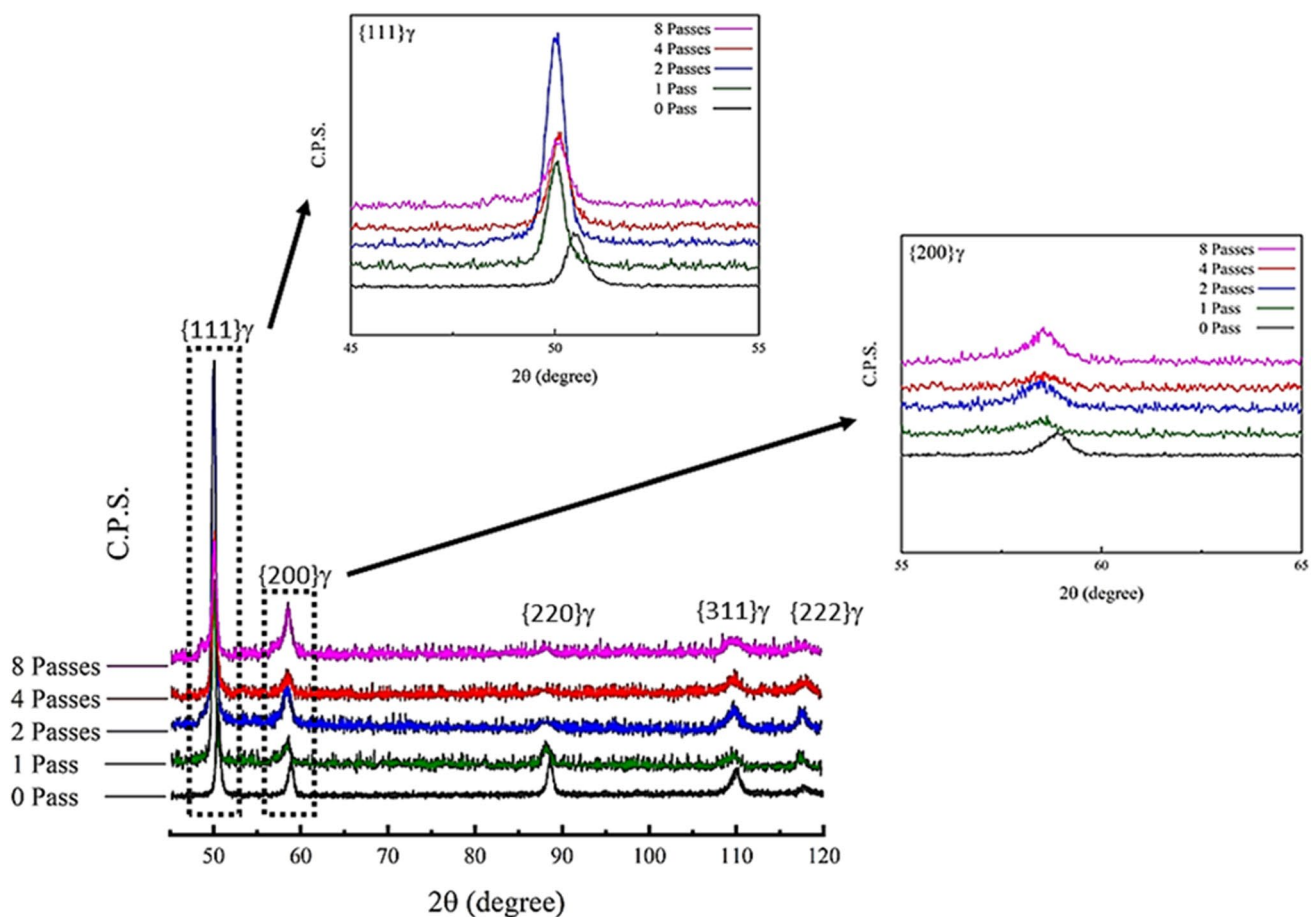 {111}γ
8 Passes
4 Passes
2 Passes
1 Pass
0 Pass
C.P.S.
45 50 55
2θ (degree)
{200}γ
8 Passes
4 Passes
2 Passes
1 Pass
0 Pass
C.P.S.
55 60 65
2θ (degree)
{111}γ
{200}γ
{220}γ
{311}γ
{222}γ
C.P.S.
8 Passes
4 Passes
2 Passes
1 Pass
0 Pass
50 60 70 80 90 100 110 120
2θ (degree)